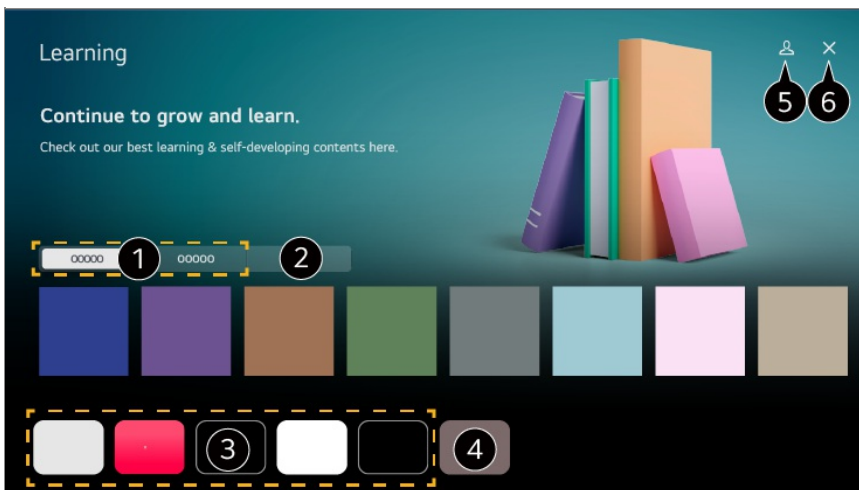 Learning
5 6
Continue to grow and learn.
Check out our best learning & self-developing contents here.
ooooo 1 ooooo 2
3 4